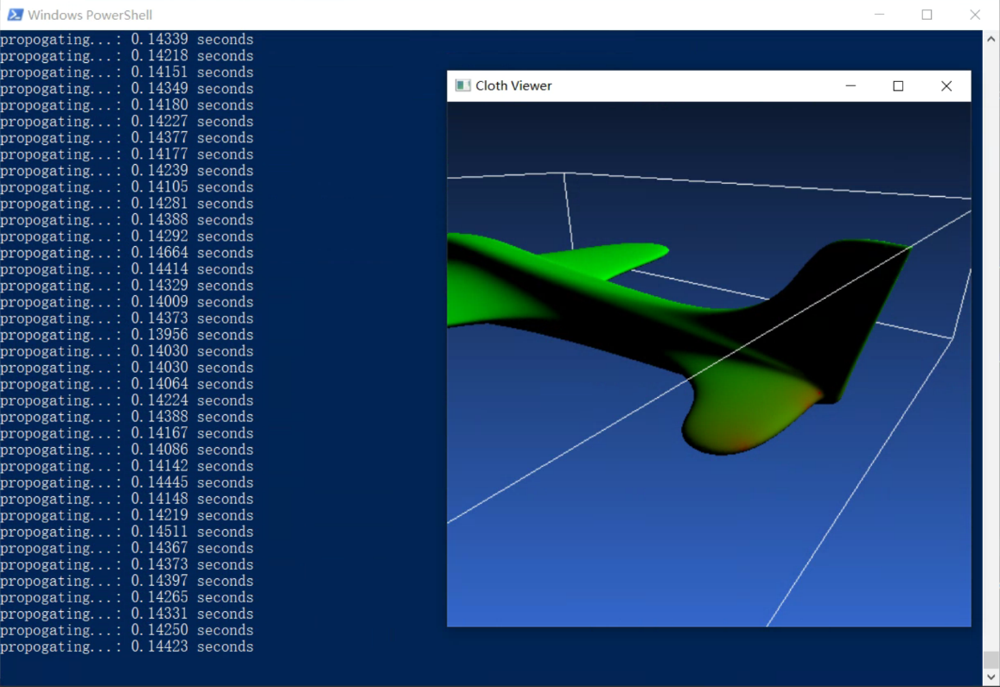 Windows PowerShell
propogating...: 0.14339 seconds
propogating...: 0.14218 seconds
propogating...: 0.14151 seconds
propogating...: 0.14349 seconds
propogating...: 0.14180 seconds
propogating...: 0.14227 seconds
propogating...: 0.14377 seconds
propogating...: 0.14177 seconds
propogating...: 0.14239 seconds
propogating...: 0.14105 seconds
propogating...: 0.14281 seconds
propogating...: 0.14388 seconds
propogating...: 0.14292 seconds
propogating...: 0.14664 seconds
propogating...: 0.14414 seconds
propogating...: 0.14329 seconds
propogating...: 0.14009 seconds
propogating...: 0.14373 seconds
propogating...: 0.13956 seconds
propogating...: 0.14030 seconds
propogating...: 0.14030 seconds
propogating...: 0.14064 seconds
propogating...: 0.14224 seconds
propogating...: 0.14388 seconds
propogating...: 0.14167 seconds
propogating...: 0.14086 seconds
propogating...: 0.14142 seconds
propogating...: 0.14445 seconds
propogating...: 0.14148 seconds
propogating...: 0.14219 seconds
propogating...: 0.14511 seconds
propogating...: 0.14367 seconds
propogating...: 0.14373 seconds
propogating...: 0.14397 seconds
propogating...: 0.14265 seconds
propogating...: 0.14331 seconds
propogating...: 0.14250 seconds
propogating...: 0.14423 seconds
Cloth Viewer